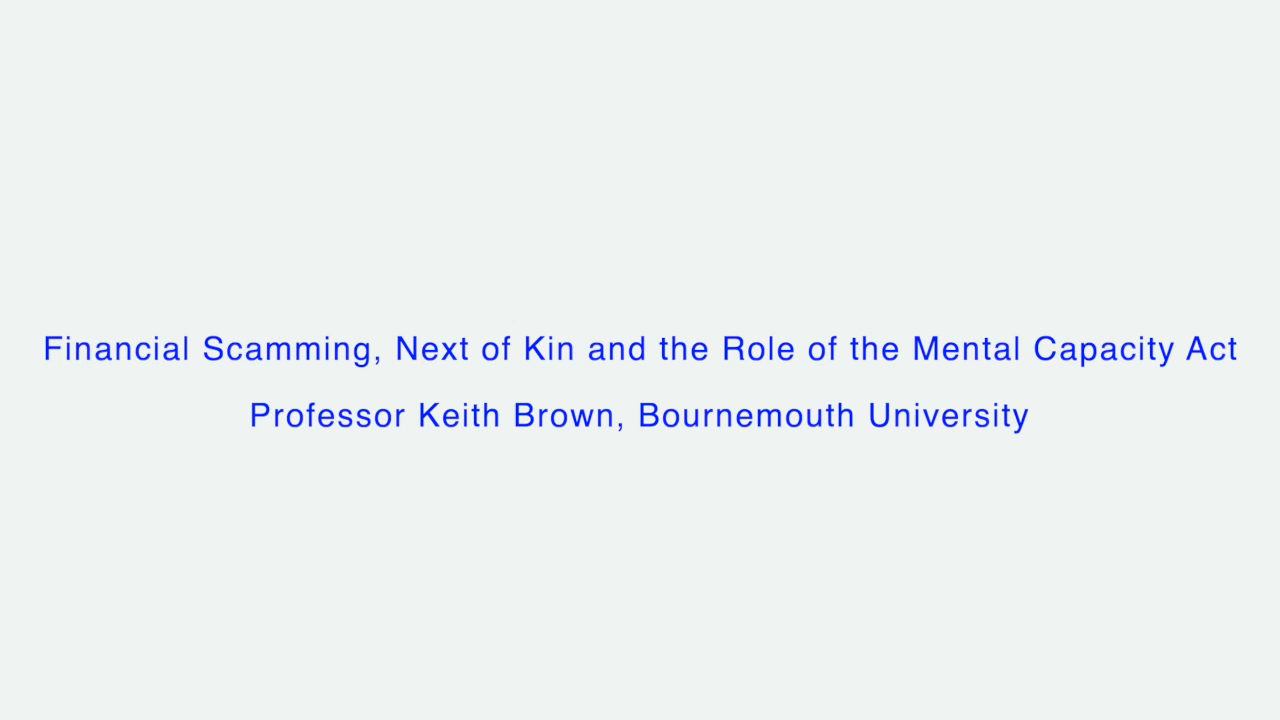 Financial Scamming, Next of Kin and the Role of the Mental Capacity Act
Professor Keith Brown, Bournemouth University